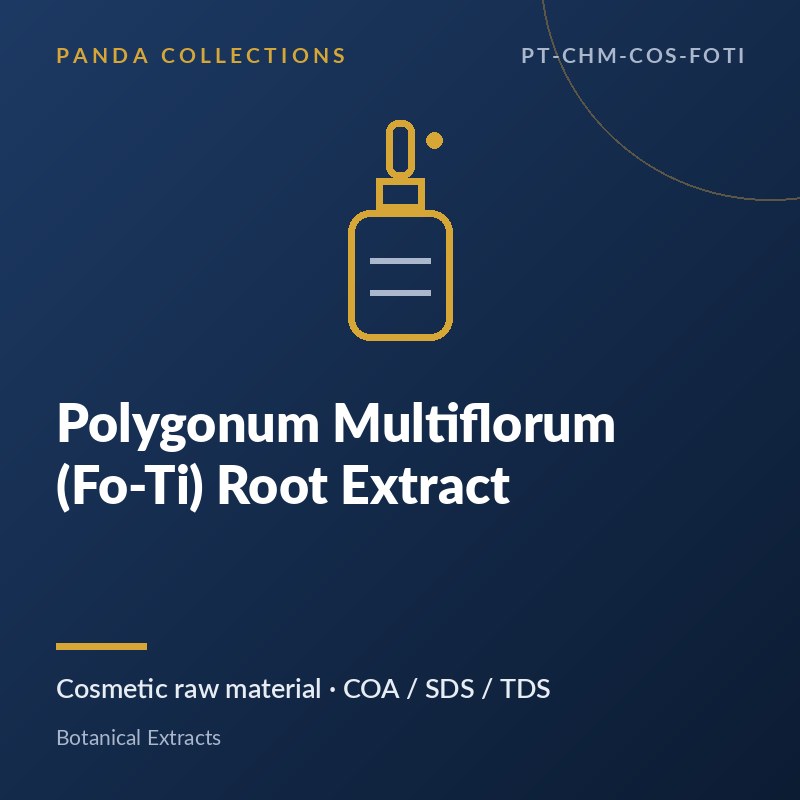 PANDA COLLECTIONS
PT-CHM-COS-FOTI
Polygonum Multiflorum
(Fo-Ti) Root Extract
Cosmetic raw material · COA / SDS / TDS
Botanical Extracts